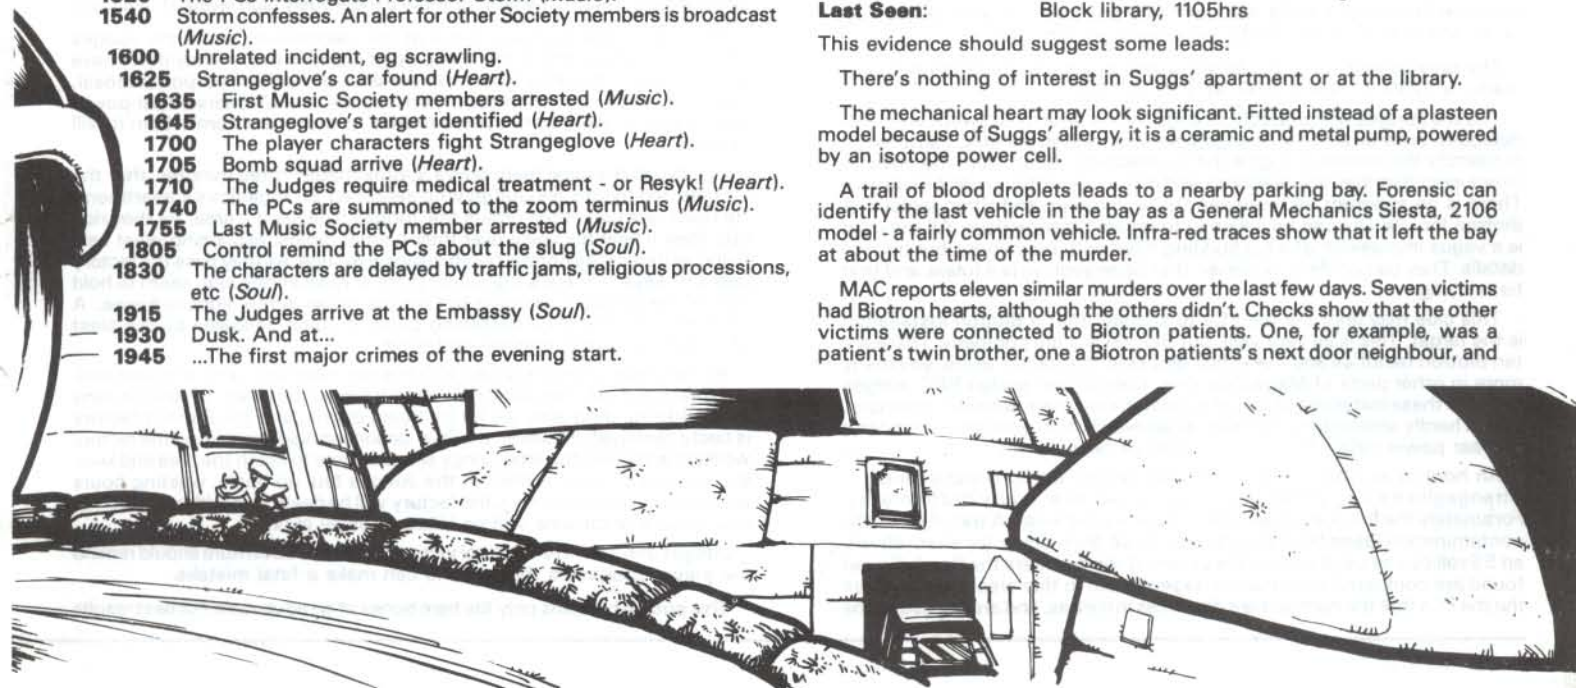 1540 Storm confesses. An alert for other Society members is broadcast
(Music).
1600 Unrelated incident, eg scrawling.
1625 Strangeglove's car found (Heart).
1635 First Music Society members arrested (Music).
1645 Strangeglove's target identified (Heart).
1700 The player characters fight Strangeglove (Heart).
1705 Bomb squad arrive (Heart).
1710 The Judges require medical treatment - or Resyk! (Heart).
1740 The PCs are summoned to the zoom terminus (Music).
1755 Last Music Society member arrested (Music).
1805 Control remind the PCs about the slug (Soul).
1830 The characters are delayed by traffic jams, religious processions,
etc (Soul).
1915 The Judges arrive at the Embassy (Soul).
1930 Dusk. And at...
1945 ...The first major crimes of the evening start.
Last Seen: Block library, 1105hrs
This evidence should suggest some leads:
There's nothing of interest in Suggs' apartment or at the library.
The mechanical heart may look significant. Fitted instead of a plasteen
model because of Suggs' allergy, it is a ceramic and metal pump, powered
by an isotope power cell.
A trail of blood droplets leads to a nearby parking bay. Forensic can
identify the last vehicle in the bay as a General Mechanics Siesta, 2106
model - a fairly common vehicle. Infra-red traces show that it left the bay
at about the time of the murder.
MAC reports eleven similar murders over the last few days. Seven victims
had Biotron hearts, although the others didn't. Checks show that the other
victims were connected to Biotron patients. One, for example, was a
patient's twin brother, one a Biotron patients's next door neighbour, and